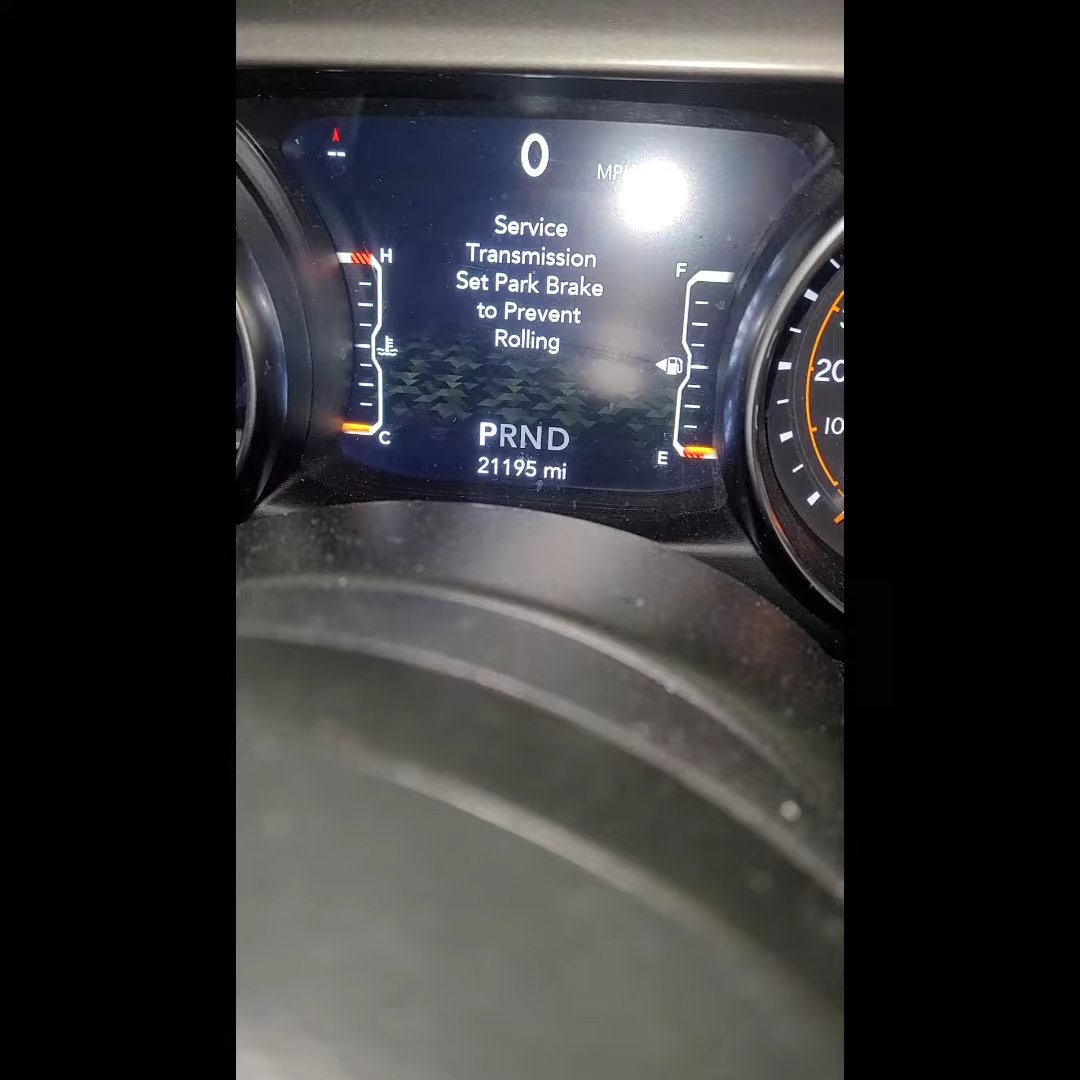 0
MPH
Service
Transmission
Set Park Brake
to Prevent
Rolling
H
F
C
E
PRND
21195 mi
20
10